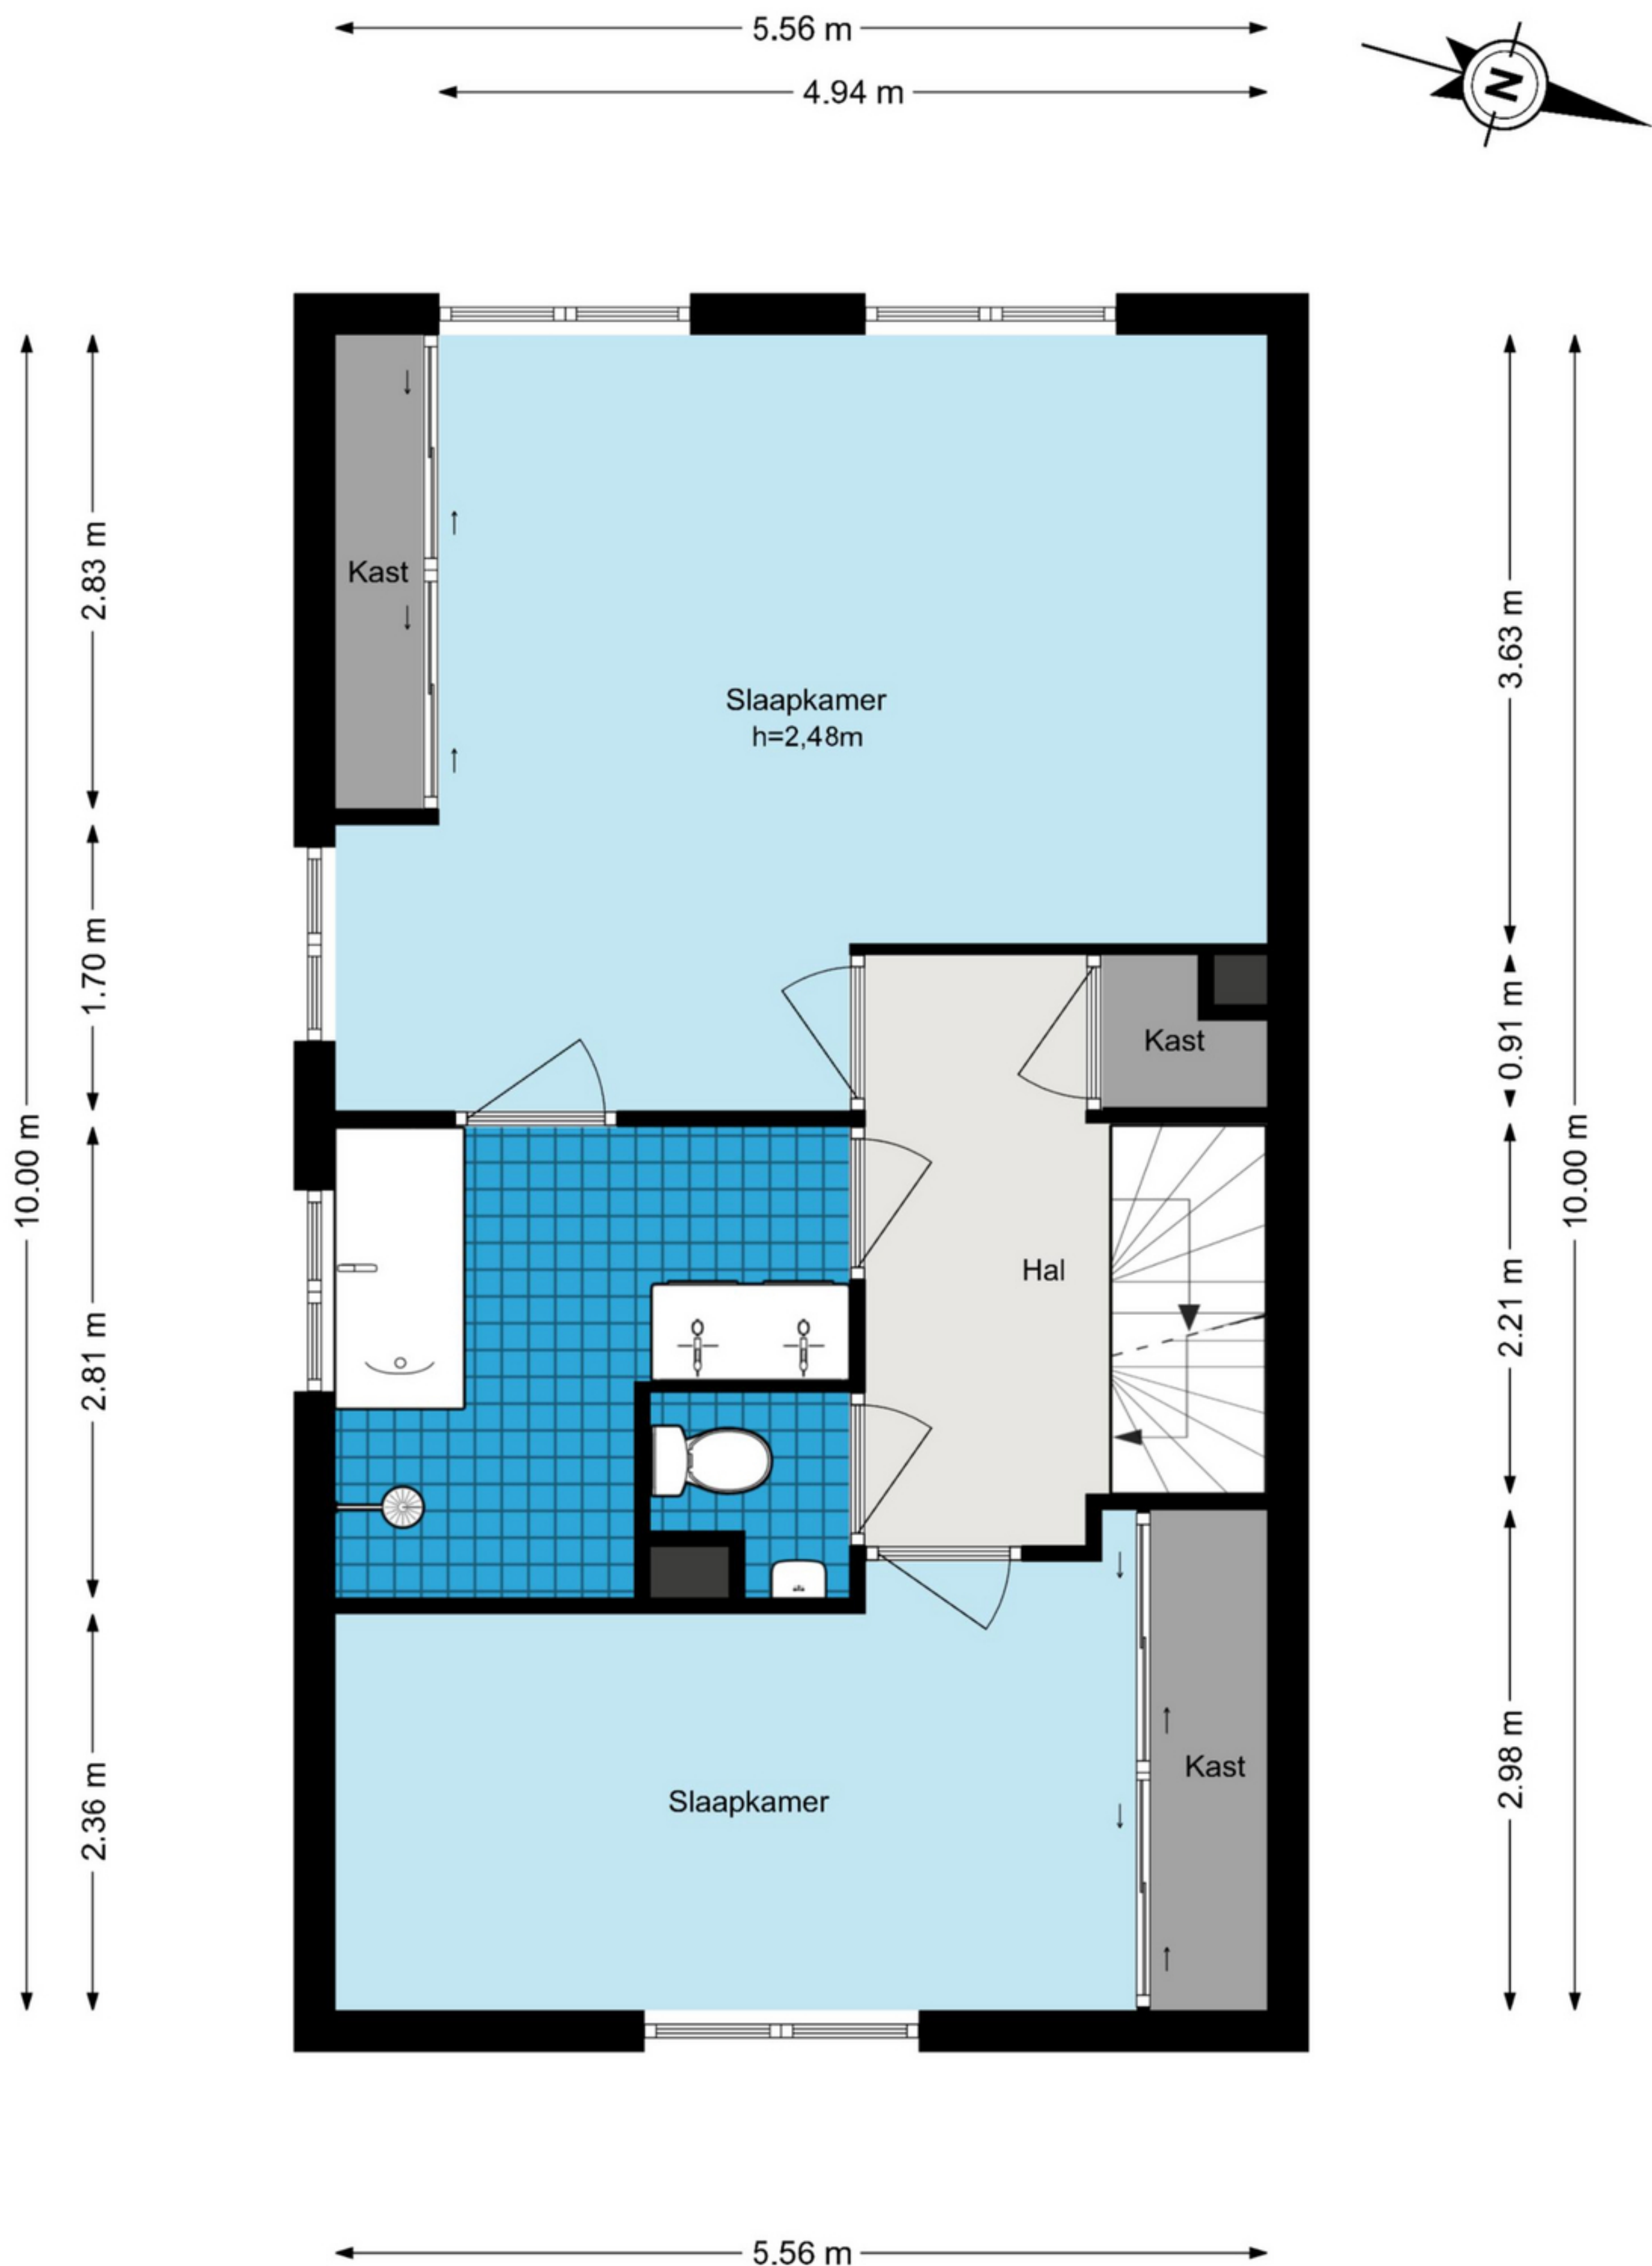 5.56 m
4.94 m
N
2.83 m
3.63 m
Kast
Slaapkamer
h=2,48m
1.70 m
0.91 m
Kast
10.00 m
10.00 m
Hal
2.81 m
2.21 m
2.36 m
2.98 m
Kast
Slaapkamer
5.56 m